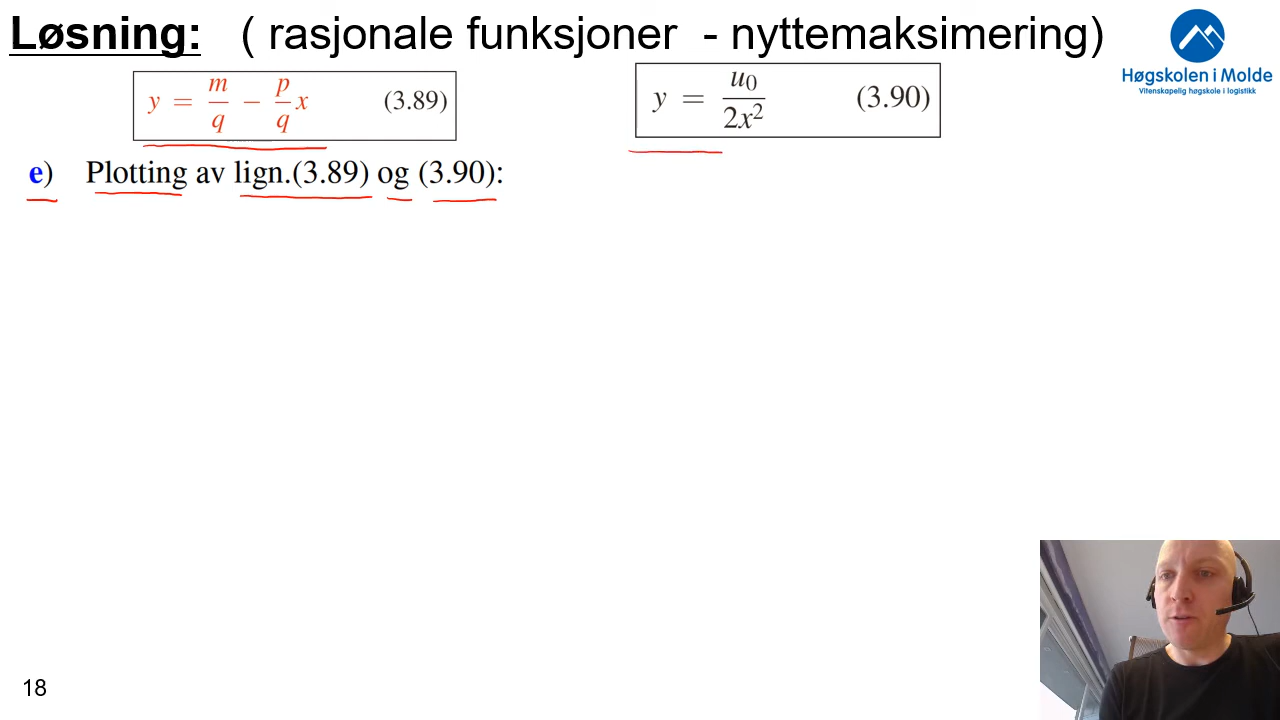 Løsning: ( rasjonale funksjoner - nyttemaksimering)
Høgskolen i Molde
Vitenskapelig høgskole i logistikk
y = m/q − p/q x (3.89)
y = u₀/2x² (3.90)
e) Plotting av lign.(3.89) og (3.90):
18